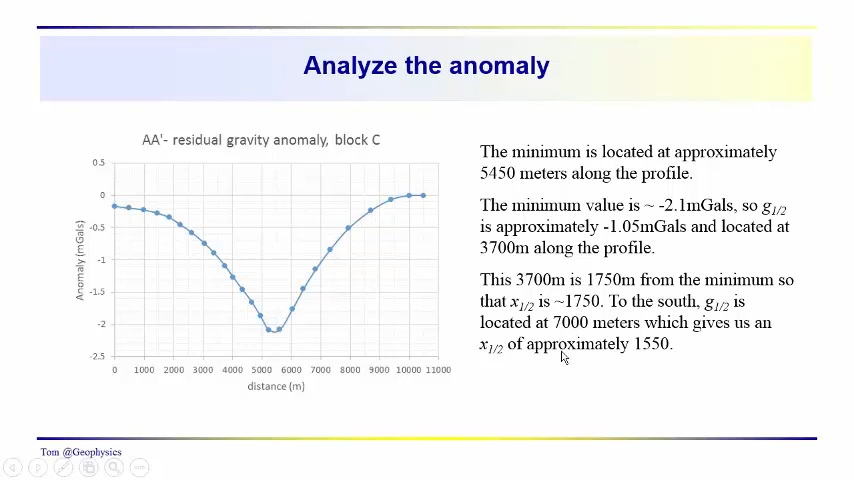 Analyze the anomaly
AA'- residual gravity anomaly, block C
0.5
0
-0.5
-1
-1.5
-2
-2.5
Anomaly (mGals)
0 1000 2000 3000 4000 5000 6000 7000 8000 9000 10000 11000
distance (m)
The minimum is located at approximately
5450 meters along the profile.
The minimum value is ~ -2.1mGals, so g1/2
is approximately -1.05mGals and located at
3700m along the profile.
This 3700m is 1750m from the minimum so
that x1/2 is ~1750. To the south, g1/2 is
located at 7000 meters which gives us an
x1/2 of approximately 1550.
Tom @Geophysics